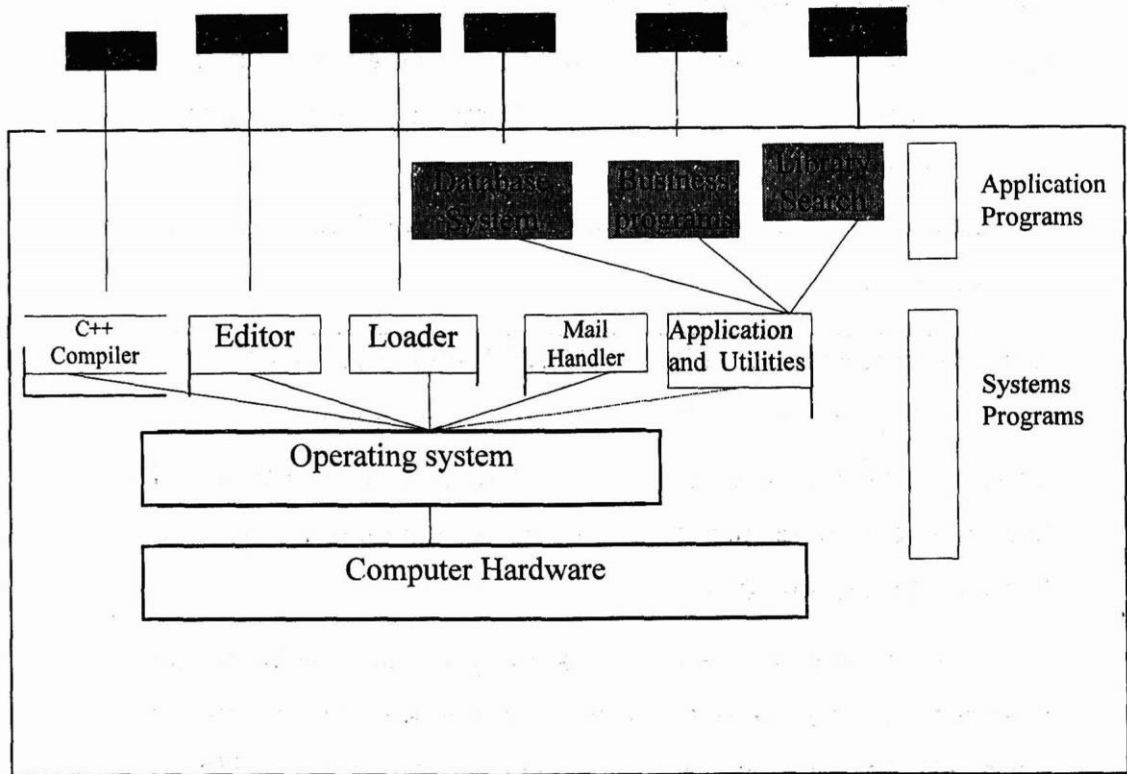 Database
System
Business
programs
Library
Search
Application
Programs
C++
Compiler
Editor
Loader
Mail
Handler
Application
and Utilities
Systems
Programs
Operating system
Computer Hardware